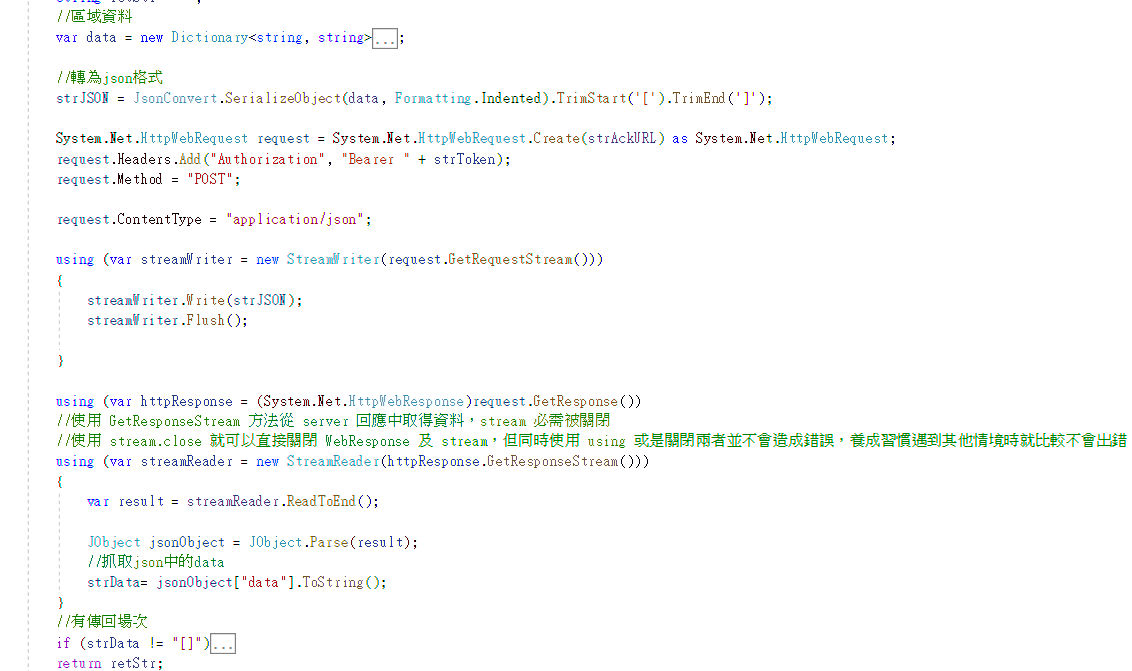 //區域資料
var data = new Dictionary<string, string>...;
//轉為json格式
strJSON = JsonConvert.SerializeObject(data, Formatting.Indented).TrimStart('[').TrimEnd(']');
System.Net.HttpWebRequest request = System.Net.HttpWebRequest.Create(strAckURL) as System.Net.HttpWebRequest;
request.Headers.Add("Authorization", "Bearer " + strToken);
request.Method = "POST";
request.ContentType = "application/json";
using (var streamWriter = new StreamWriter(request.GetRequestStream()))
{
streamWriter.Write(strJSON);
streamWriter.Flush();
}
using (var httpResponse = (System.Net.HttpWebResponse)request.GetResponse())
//使用 GetResponseStream 方法從 server 回應中取得資料，stream 必需被關閉
//使用 stream.close 就可以直接關閉 WebResponse 及 stream，但同時使用 using 或是關閉兩者並不會造成錯誤，養成習慣遇到其他情境時就比較不會出錯
using (var streamReader = new StreamReader(httpResponse.GetResponseStream()))
{
var result = streamReader.ReadToEnd();
JObject jsonObject = JObject.Parse(result);
//抓取json中的data
strData= jsonObject["data"].ToString();
}
//有傳回場次
if (strData != "[]")...
return retStr;